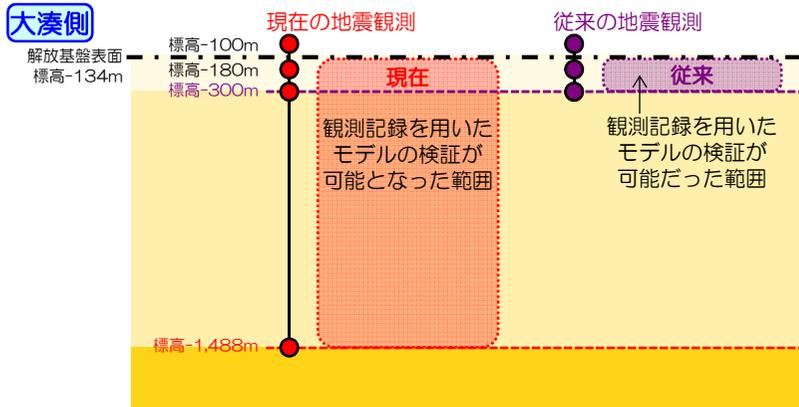 大湊側
現在の地震観測
従来の地震観測
標高-100m
解放基盤表面
標高-134m
標高-180m
標高-300m
現在
従来
観測記録を用いた
モデルの検証が
可能となった範囲
観測記録を用いた
モデルの検証が
可能だった範囲
標高-1,488m